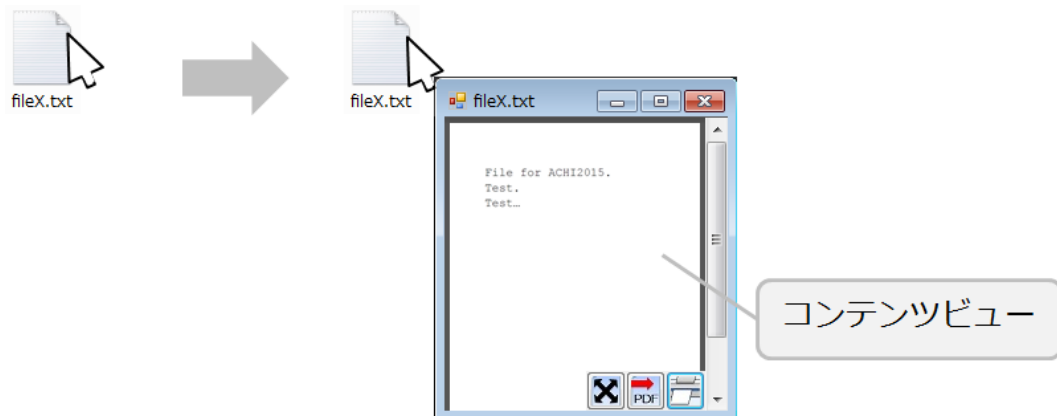 fileX.txt
fileX.txt
fileX.txt
File for ACHI2015.
Test.
Test…
コンテンツビュー
PDF